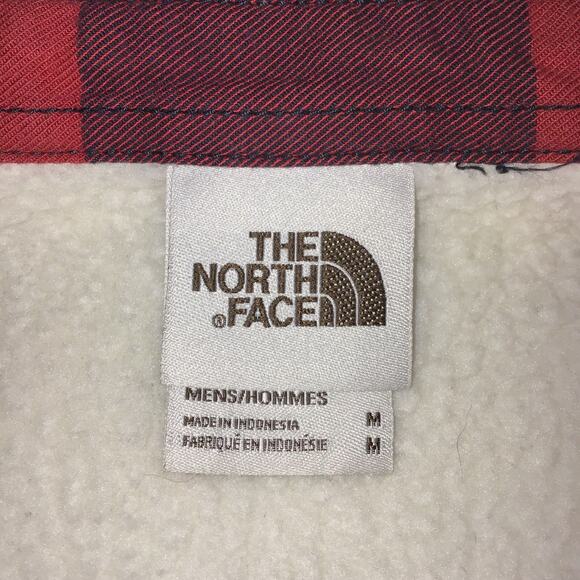 THE
NORTH
®FACE
MENS/HOMMES
MADE IN INDONESIA M
FABRIQUÉ EN INDONÉSIE M